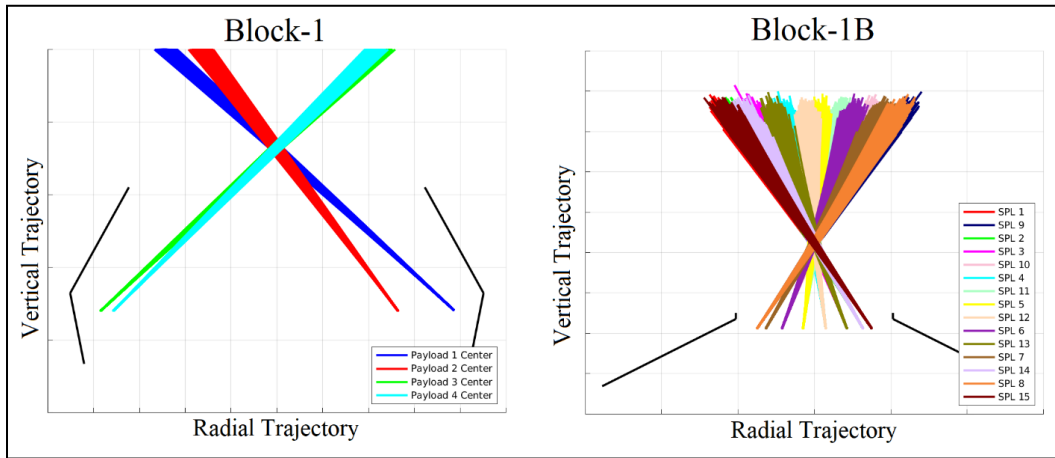 Block-1
Vertical Trajectory
Payload 1 Center
Payload 2 Center
Payload 3 Center
Payload 4 Center
Radial Trajectory
Block-1B
Vertical Trajectory
SPL 1
SPL 9
SPL 2
SPL 3
SPL 10
SPL 4
SPL 11
SPL 5
SPL 12
SPL 6
SPL 13
SPL 7
SPL 14
SPL 8
SPL 15
Radial Trajectory